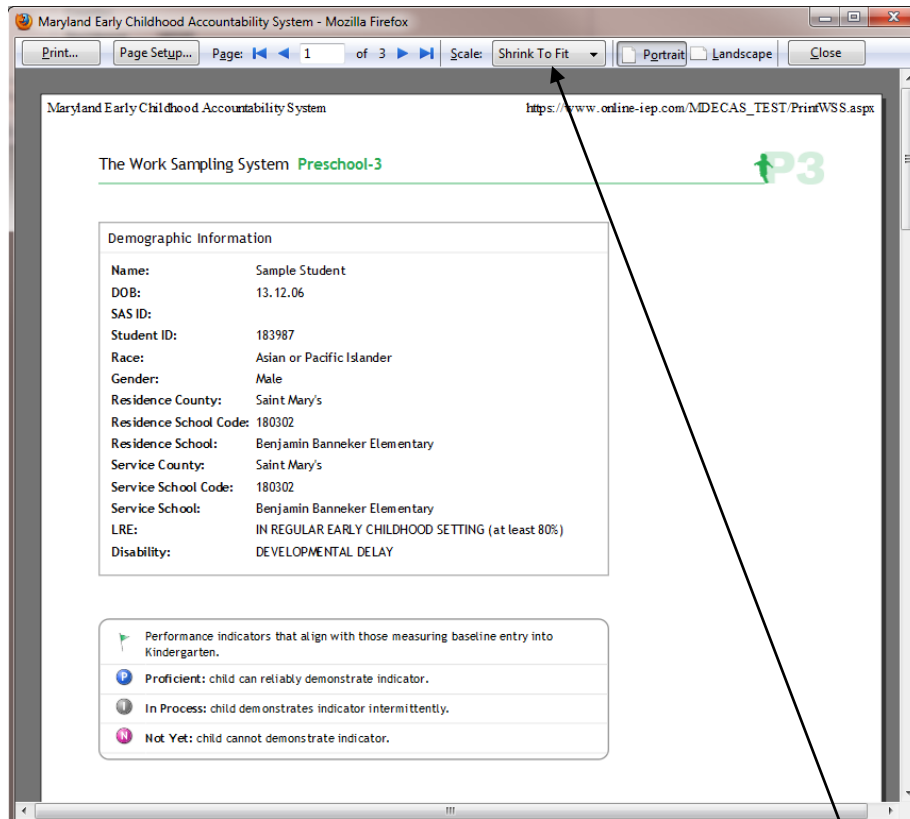 Maryland Early Childhood Accountability System - Mozilla Firefox
Print... Page Setup... Page: 1 of 3 Scale: Shrink To Fit Portrait Landscape Close
Maryland Early Childhood Accountability System https://www.online-iep.com/MDECAS_TEST/PrintWSS.aspx
The Work Sampling System Preschool-3 P3
Demographic Information
Name: Sample Student
DOB: 13.12.06
SAS ID:
Student ID: 183987
Race: Asian or Pacific Islander
Gender: Male
Residence County: Saint Mary's
Residence School Code: 180302
Residence School: Benjamin Banneker Elementary
Service County: Saint Mary's
Service School Code: 180302
Service School: Benjamin Banneker Elementary
LRE: IN REGULAR EARLY CHILDHOOD SETTING (at least 80%)
Disability: DEVELOPMENTAL DELAY
Performance indicators that align with those measuring baseline entry into
Kindergarten.
P Proficient: child can reliably demonstrate indicator.
I In Process: child demonstrates indicator intermittently.
N Not Yet: child cannot demonstrate indicator.